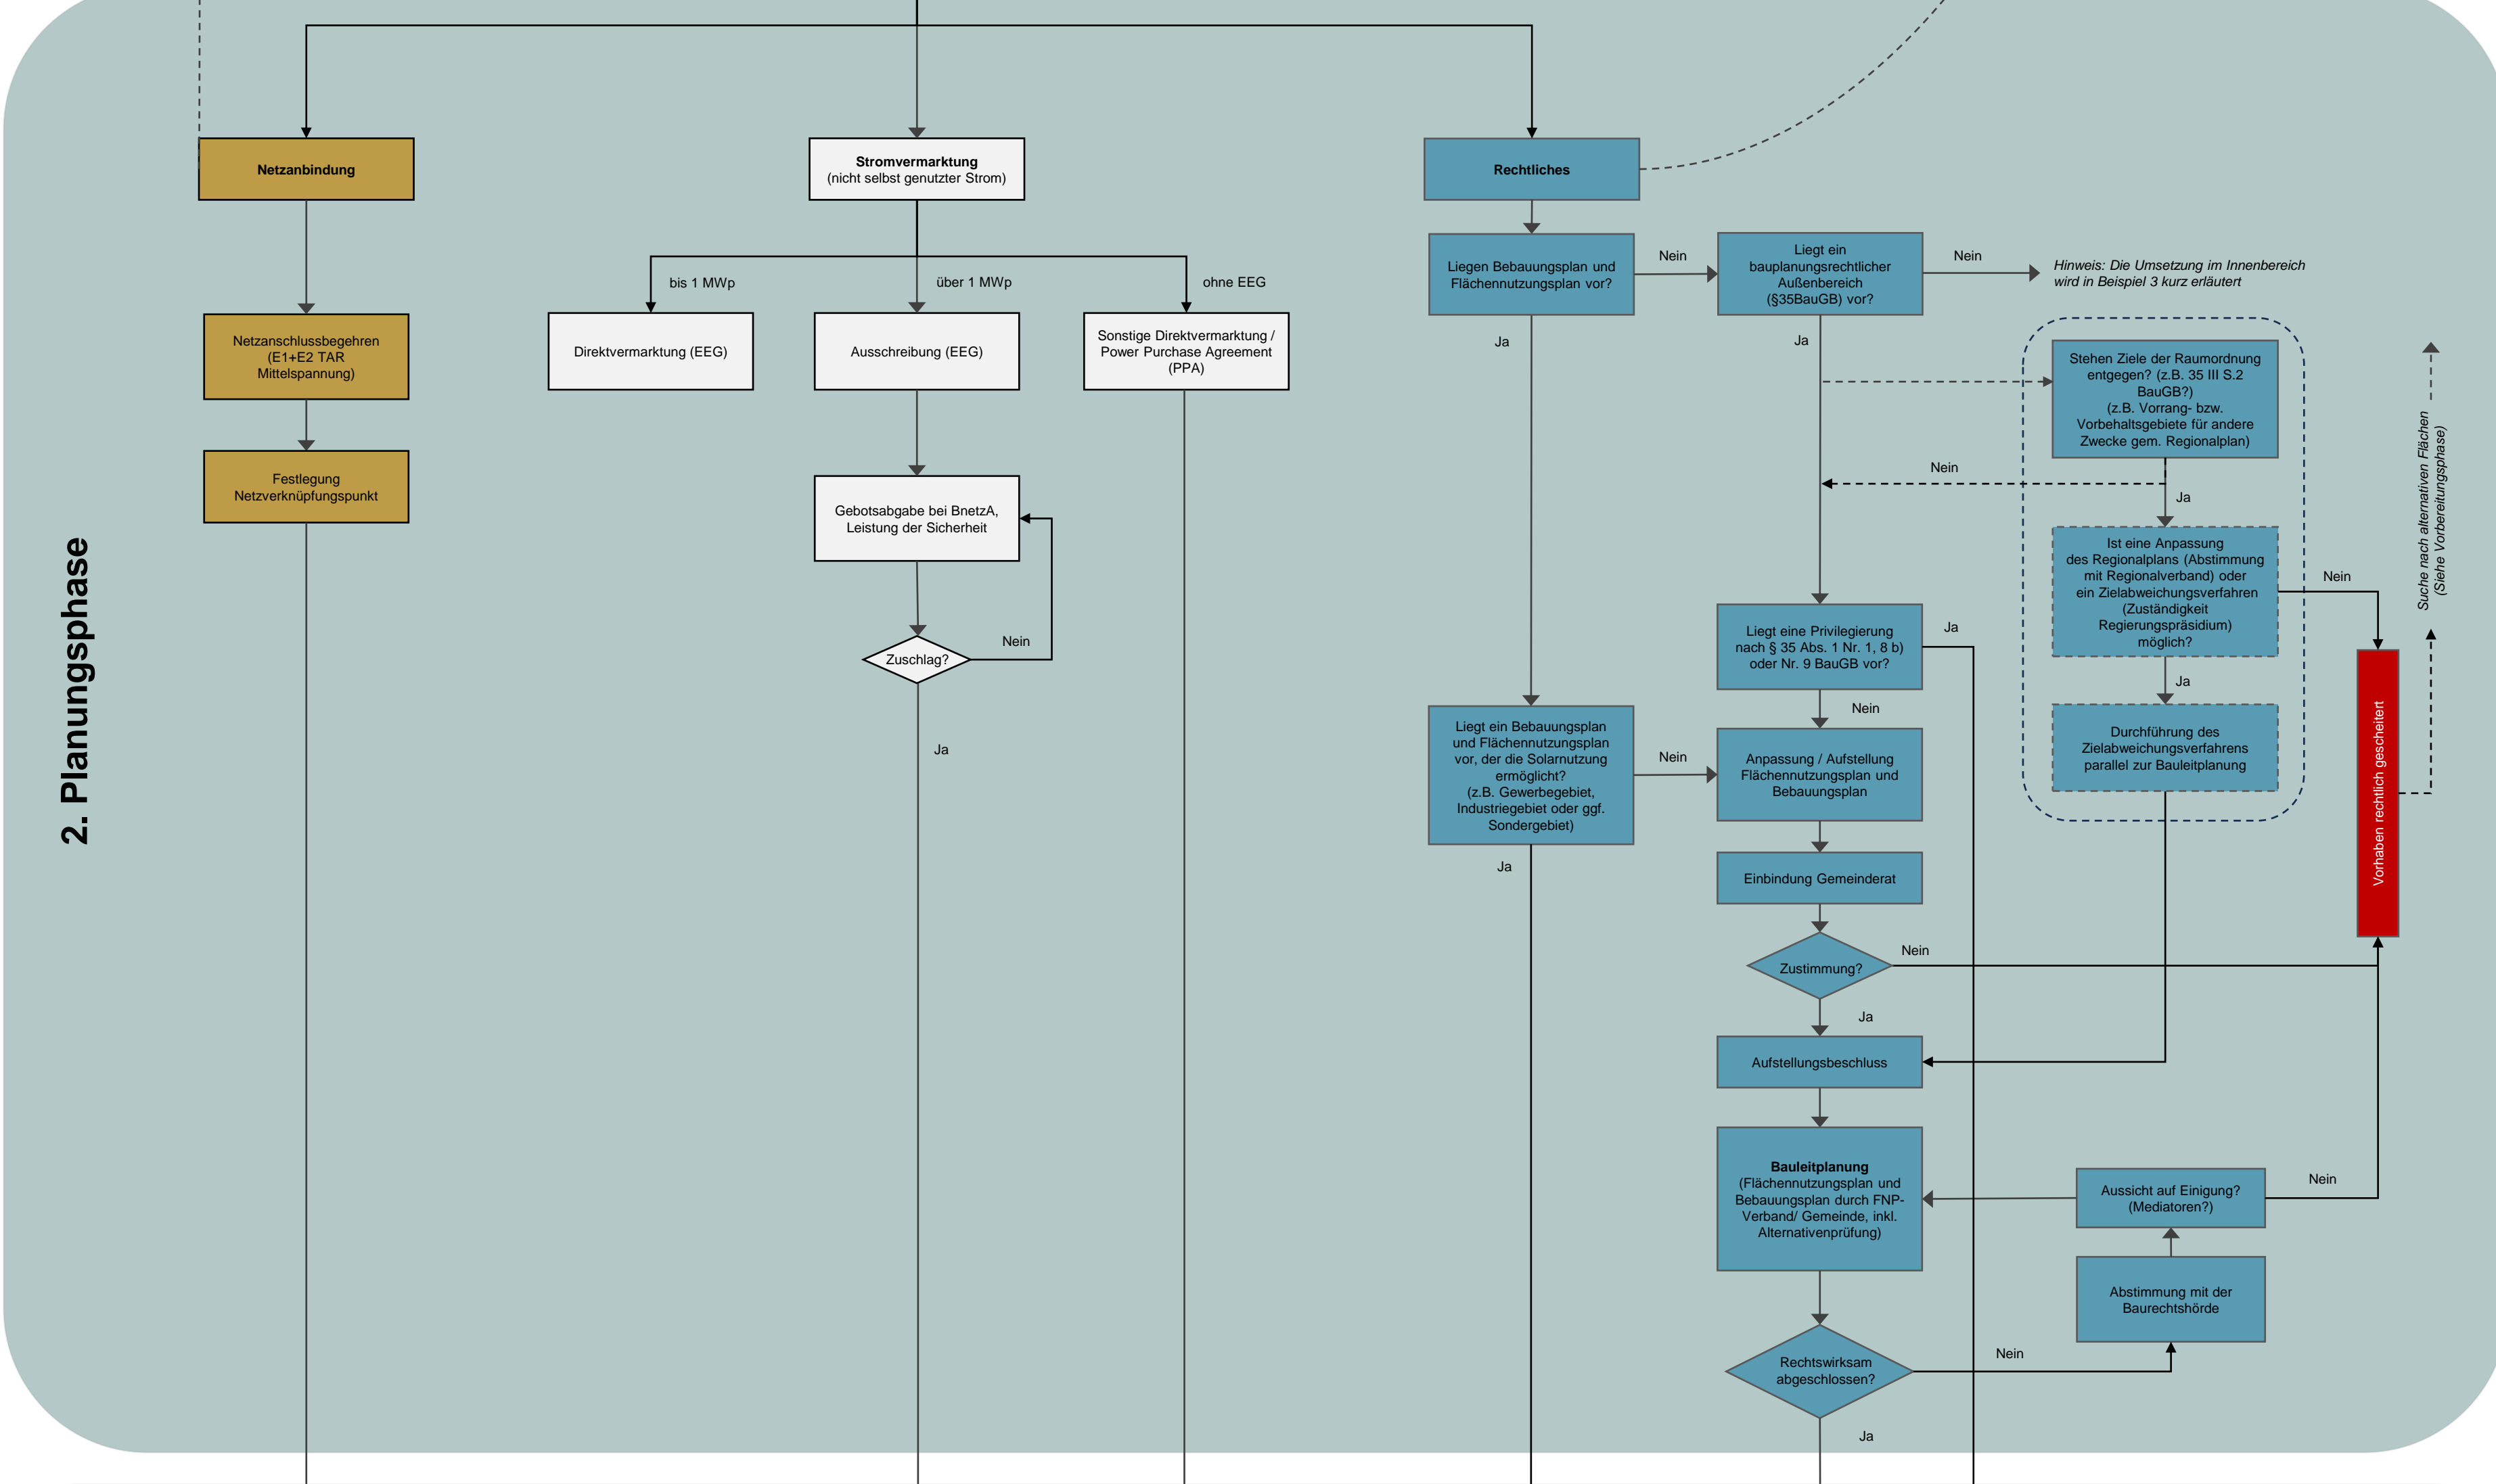 2. Planungsphase
Netzanbindung
Netzanschlussbegehren
(E1+E2 TAR
Mittelspannung)
Festlegung
Netzverknüpfungspunkt
Stromvermarktung
(nicht selbst genutzter Strom)
bis 1 MWp
über 1 MWp
ohne EEG
Direktvermarktung (EEG)
Ausschreibung (EEG)
Sonstige Direktvermarktung /
Power Purchase Agreement
(PPA)
Gebotsabgabe bei BnetzA,
Leistung der Sicherheit
Zuschlag?
Nein
Ja
Rechtliches
Liegen Bebauungsplan und
Flächennutzungsplan vor?
Nein
Ja
Liegt ein
bauplanungsrechtlicher
Außenbereich
(§35BauGB) vor?
Nein
Ja
Hinweis: Die Umsetzung im Innenbereich
wird in Beispiel 3 kurz erläutert
Stehen Ziele der Raumordnung
entgegen? (z.B. 35 III S.2
BauGB?)
(z.B. Vorrang- bzw.
Vorbehaltsgebiete für andere
Zwecke gem. Regionalplan)
Nein
Ja
Ist eine Anpassung
des Regionalplans (Abstimmung
mit Regionalverband) oder
ein Zielabweichungsverfahren
(Zuständigkeit
Regierungspräsidium)
möglich?
Nein
Ja
Durchführung des
Zielabweichungsverfahrens
parallel zur Bauleitplanung
Suche nach alternativen Flächen
(Siehe Vorbereitungsphase)
Vorhaben rechtlich gescheitert
Liegt eine Privilegierung
nach § 35 Abs. 1 Nr. 1, 8 b)
oder Nr. 9 BauGB vor?
Ja
Nein
Liegt ein Bebauungsplan
und Flächennutzungsplan
vor, der die Solarnutzung
ermöglicht?
(z.B. Gewerbegebiet,
Industriegebiet oder ggf.
Sondergebiet)
Nein
Ja
Anpassung / Aufstellung
Flächennutzungsplan und
Bebauungsplan
Einbindung Gemeinderat
Zustimmung?
Nein
Ja
Aufstellungsbeschluss
Bauleitplanung
(Flächennutzungsplan und
Bebauungsplan durch FNP-
Verband/ Gemeinde, inkl.
Alternativenprüfung)
Aussicht auf Einigung?
(Mediatoren?)
Nein
Abstimmung mit der
Baurechtshörde
Rechtswirksam
abgeschlossen?
Nein
Ja